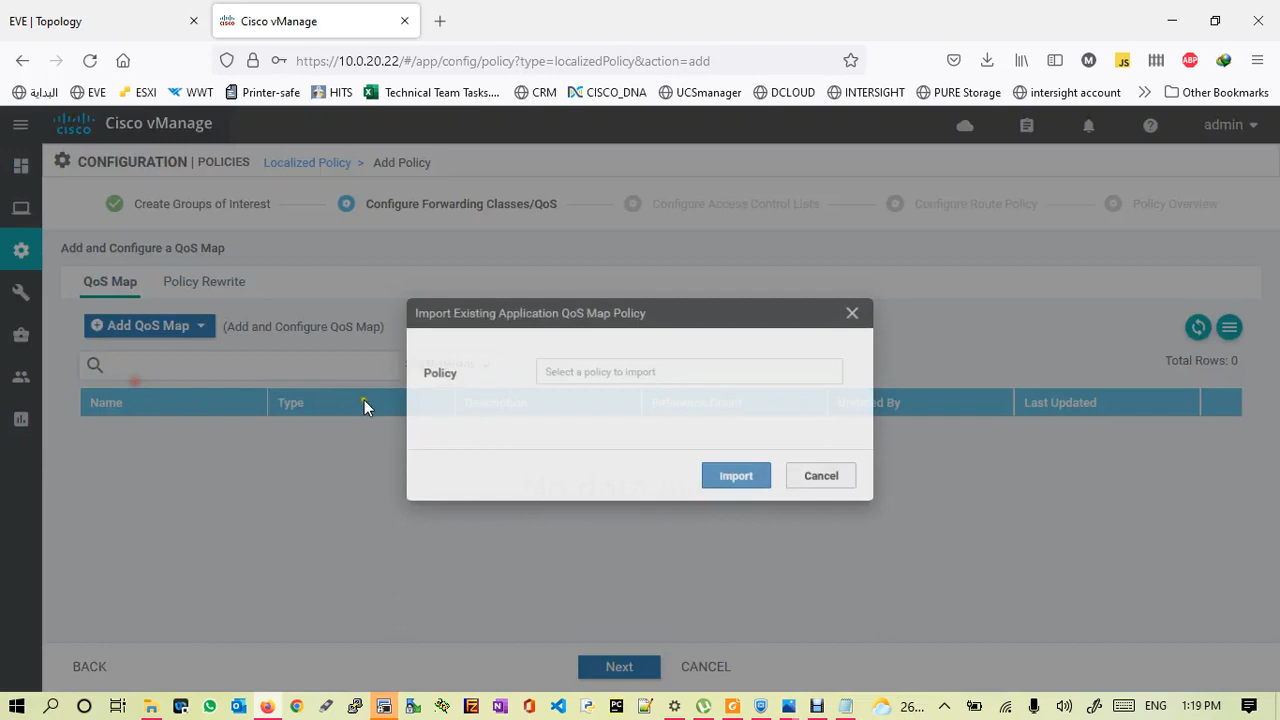 EVE | Topology
Cisco vManage
https://10.0.20.22/#/app/config/policy?type=localizedPolicy&action=add
البداية
EVE
ESXI
WWT
Printer-safe
HITS
Technical Team Tasks....
CRM
CISCO_DNA
UCSmanager
DCLOUD
INTERSIGHT
PURE Storage
intersight account
Other Bookmarks
cisco
Cisco vManage
admin
CONFIGURATION | POLICIES
Localized Policy > Add Policy
Create Groups of Interest
Configure Forwarding Classes/QoS
Configure Access Control Lists
Configure Route Policy
Policy Overview
Add and Configure a QoS Map
QoS Map
Policy Rewrite
Import Existing Application QoS Map Policy
Add QoS Map
(Add and Configure QoS Map)
Total Rows: 0
Policy
Select a policy to import
Name
Type
Description
Reference Count
Updated By
Last Updated
Import
Cancel
BACK
Next
CANCEL
26...
ENG
1:19 PM